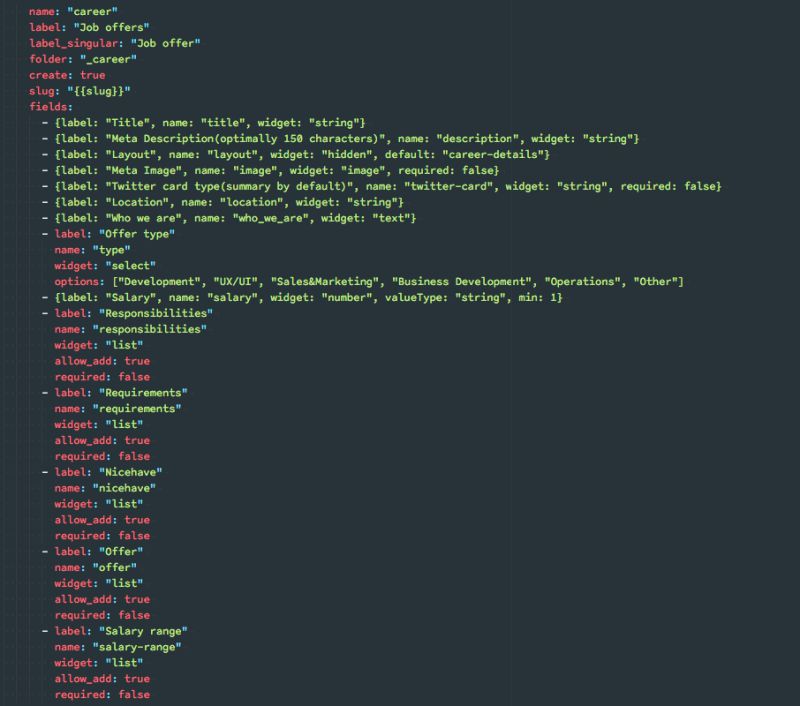 name: "career"
label: "Job offers"
label_singular: "Job offer"
folder: "_career"
create: true
slug: "{{slug}}"
fields:
- {label: "Title", name: "title", widget: "string"}
- {label: "Meta Description(optimally 150 characters)", name: "description", widget: "string"}
- {label: "Layout", name: "layout", widget: "hidden", default: "career-details"}
- {label: "Meta Image", name: "image", widget: "image", required: false}
- {label: "Twitter card type(summary by default)", name: "twitter-card", widget: "string", required: false}
- {label: "Location", name: "location", widget: "string"}
- {label: "Who we are", name: "who_we_are", widget: "text"}
- label: "Offer type"
name: "type"
widget: "select"
options: ["Development", "UX/UI", "Sales&Marketing", "Business Development", "Operations", "Other"]
- {label: "Salary", name: "salary", widget: "number", valueType: "string", min: 1}
- label: "Responsibilities"
name: "responsibilities"
widget: "list"
allow_add: true
required: false
- label: "Requirements"
name: "requirements"
widget: "list"
allow_add: true
required: false
- label: "Nicehave"
name: "nicehave"
widget: "list"
allow_add: true
required: false
- label: "Offer"
name: "offer"
widget: "list"
allow_add: true
required: false
- label: "Salary range"
name: "salary-range"
widget: "list"
allow_add: true
required: false